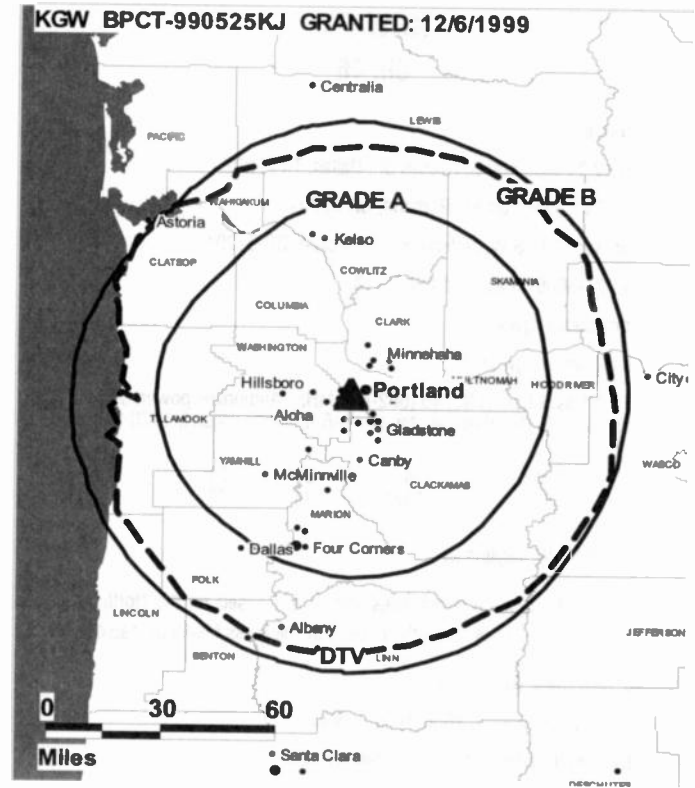 KGW BPCT-990525KJ GRANTED: 12/6/1999
Centralia
LEWIS
PACIFIC
GRADE A
GRADE B
WAHKIAKUM
Astoria
Kelso
CLATSOP
COWLITZ
SKAMANIA
COLUMBIA
CLARK
WASHINGTON
Minnehaha
Hillsboro
Portland
MULTNOMAH
HOOD RIVER
City
TILLAMOOK
Aloha
Gladstone
YAMHILL
Canby
WASCO
McMinnville
CLACKAMAS
MARION
Dallas
Four Corners
POLK
LINCOLN
Albany
JEFFERSON
BENTON
DTV
LINN
0 30 60
Miles
Santa Clara
DESCHUTES